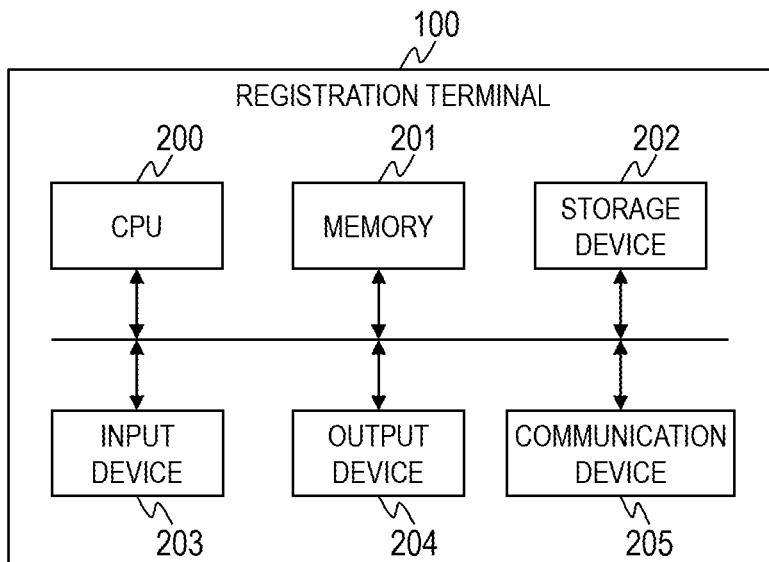 100
REGISTRATION TERMINAL
200
201
202
CPU
MEMORY
STORAGE
DEVICE
INPUT
DEVICE
OUTPUT
DEVICE
COMMUNICATION
DEVICE
203
204
205